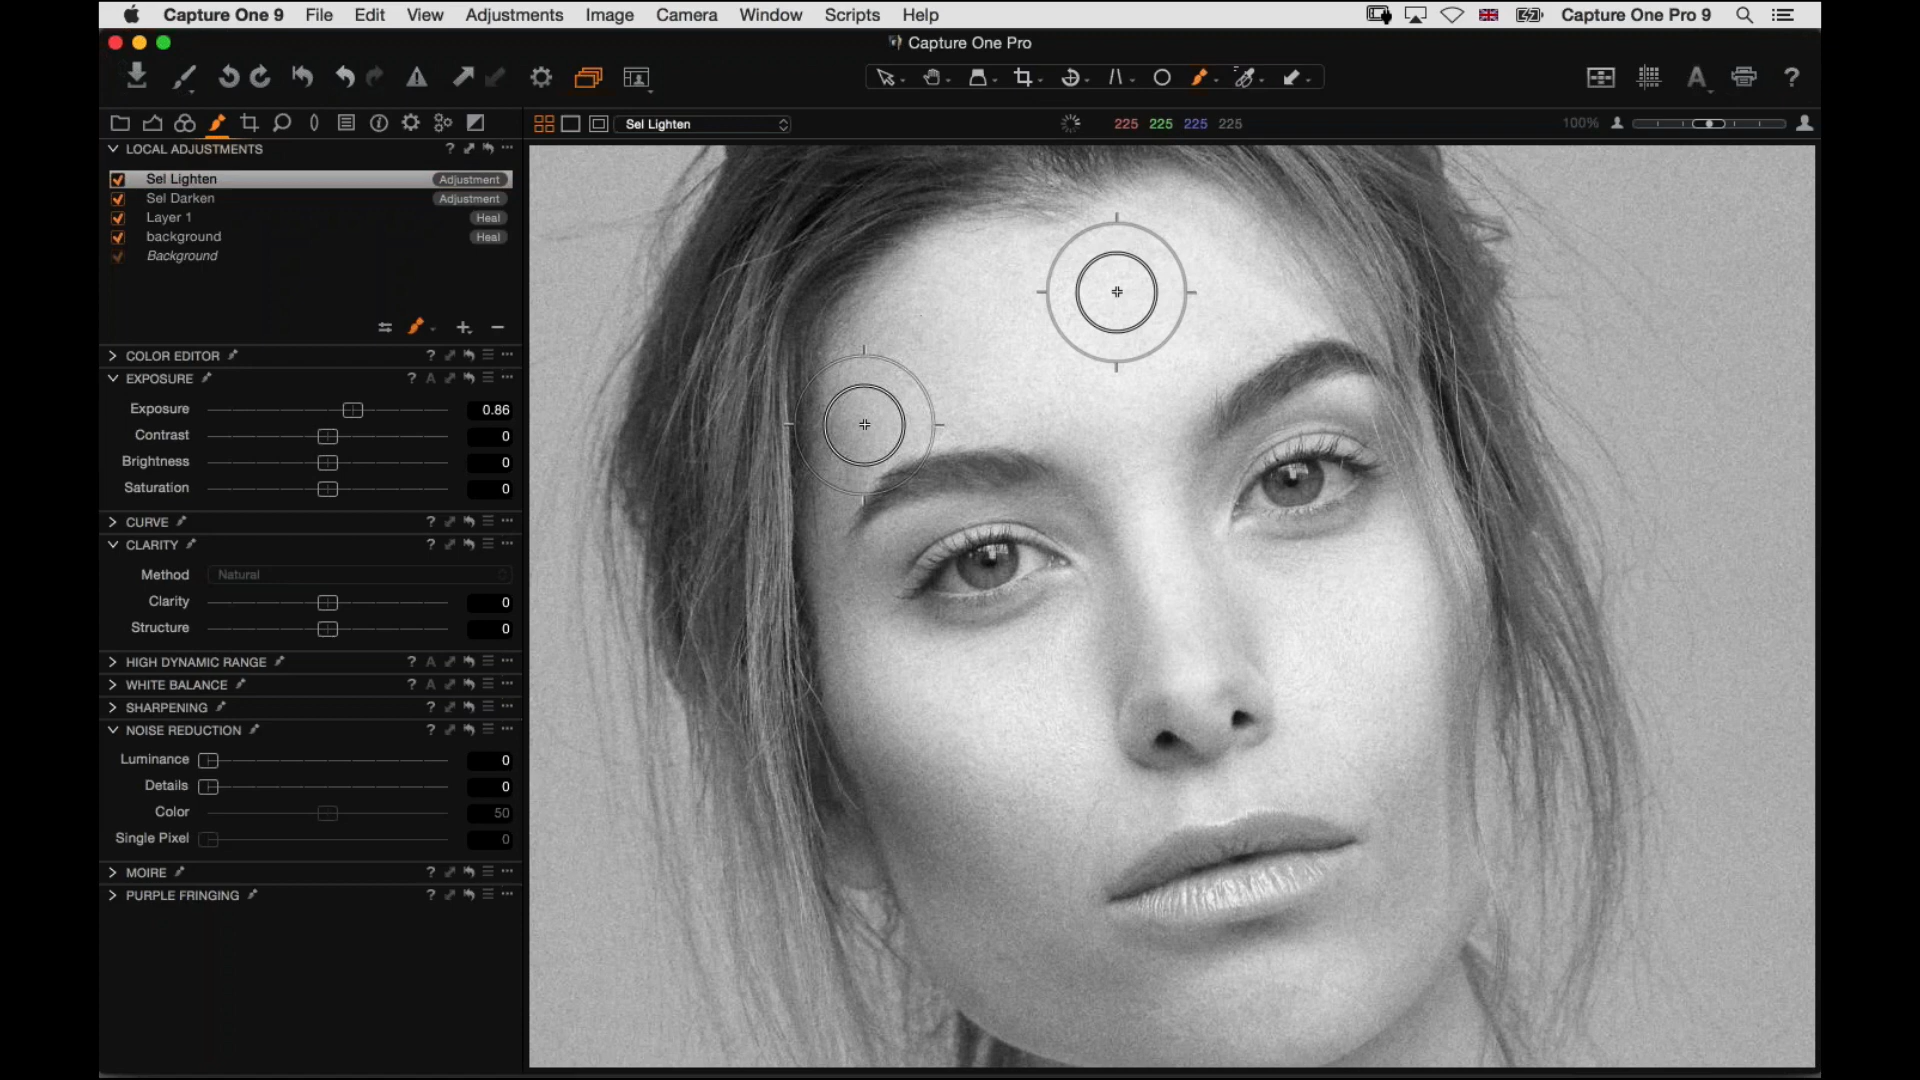 Capture One 9 File Edit View Adjustments Image Camera Window Scripts Help Capture One Pro 9
Capture One Pro
A ?
Sel Lighten 225 225 225 225 100%
LOCAL ADJUSTMENTS ?
Sel Lighten Adjustment
Sel Darken Adjustment
Layer 1 Heal
background Heal
Background
COLOR EDITOR ?
EXPOSURE ? A
Exposure 0.86
Contrast 0
Brightness 0
Saturation 0
CURVE ?
CLARITY ?
Method Natural
Clarity 0
Structure 0
HIGH DYNAMIC RANGE ? A
WHITE BALANCE ? A
SHARPENING ?
NOISE REDUCTION ?
Luminance 0
Details 0
Color 50
Single Pixel 0
MOIRE ?
PURPLE FRINGING ?